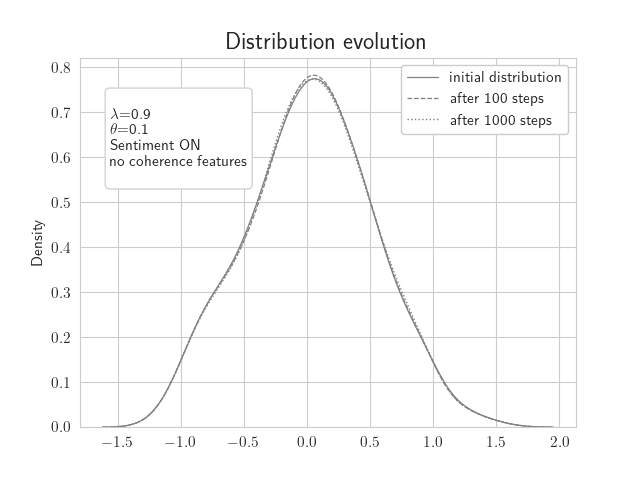 Distribution evolution
0.8
0.7
0.6
0.5
0.4
0.3
0.2
0.1
0.0
Density
λ=0.9
θ=0.1
Sentiment ON
no coherence features
initial distribution
after 100 steps
after 1000 steps
−1.5
−1.0
−0.5
0.0
0.5
1.0
1.5
2.0